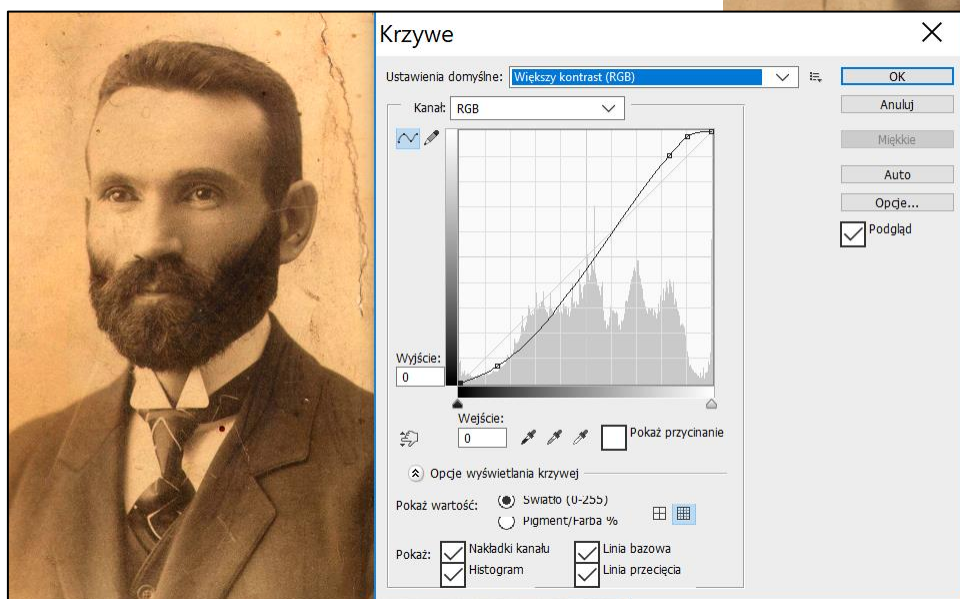 Krzywe
Ustawienia domyślne: Większy kontrast (RGB)
OK
Kanał: RGB
Anuluj
Miękkie
Auto
Opcje...
Podgląd
Wyjście:
0
Wejście:
0
Pokaż przycinanie
Opcje wyświetlania krzywej
Pokaż wartość:
Światło (0-255)
Pigment/Farba %
Pokaż:
Nakładki kanału
Linia bazowa
Histogram
Linia przecięcia